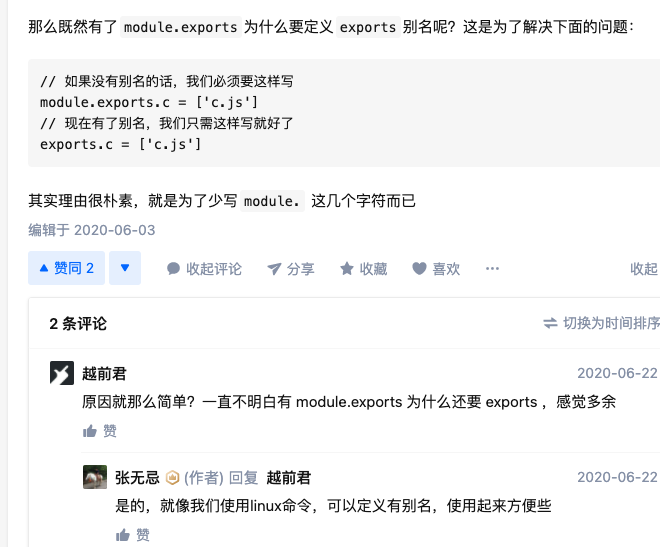 那么既然有了 module.exports 为什么要定义 exports 别名呢？这是为了解决下面的问题：
// 如果没有别名的话，我们必须要这样写
module.exports.c = ['c.js']
// 现在有了别名，我们只需这样写就好了
exports.c = ['c.js']
其实理由很朴素，就是为了少写 module. 这几个字符而已
编辑于 2020-06-03
赞同 2 收起评论 分享 收藏 喜欢 ··· 收起
2 条评论 切换为时间排序
越前君 2020-06-22
原因就那么简单？一直不明白有 module.exports 为什么还要 exports ，感觉多余
赞
张无忌 (作者) 回复 越前君 2020-06-22
是的，就像我们使用linux命令，可以定义有别名，使用起来方便些
赞